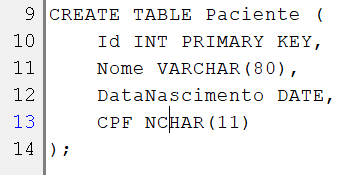 9 CREATE TABLE Paciente (
10 Id INT PRIMARY KEY,
11 Nome VARCHAR(80),
12 DataNascimento DATE,
13 CPF NCHAR(11)
14 );